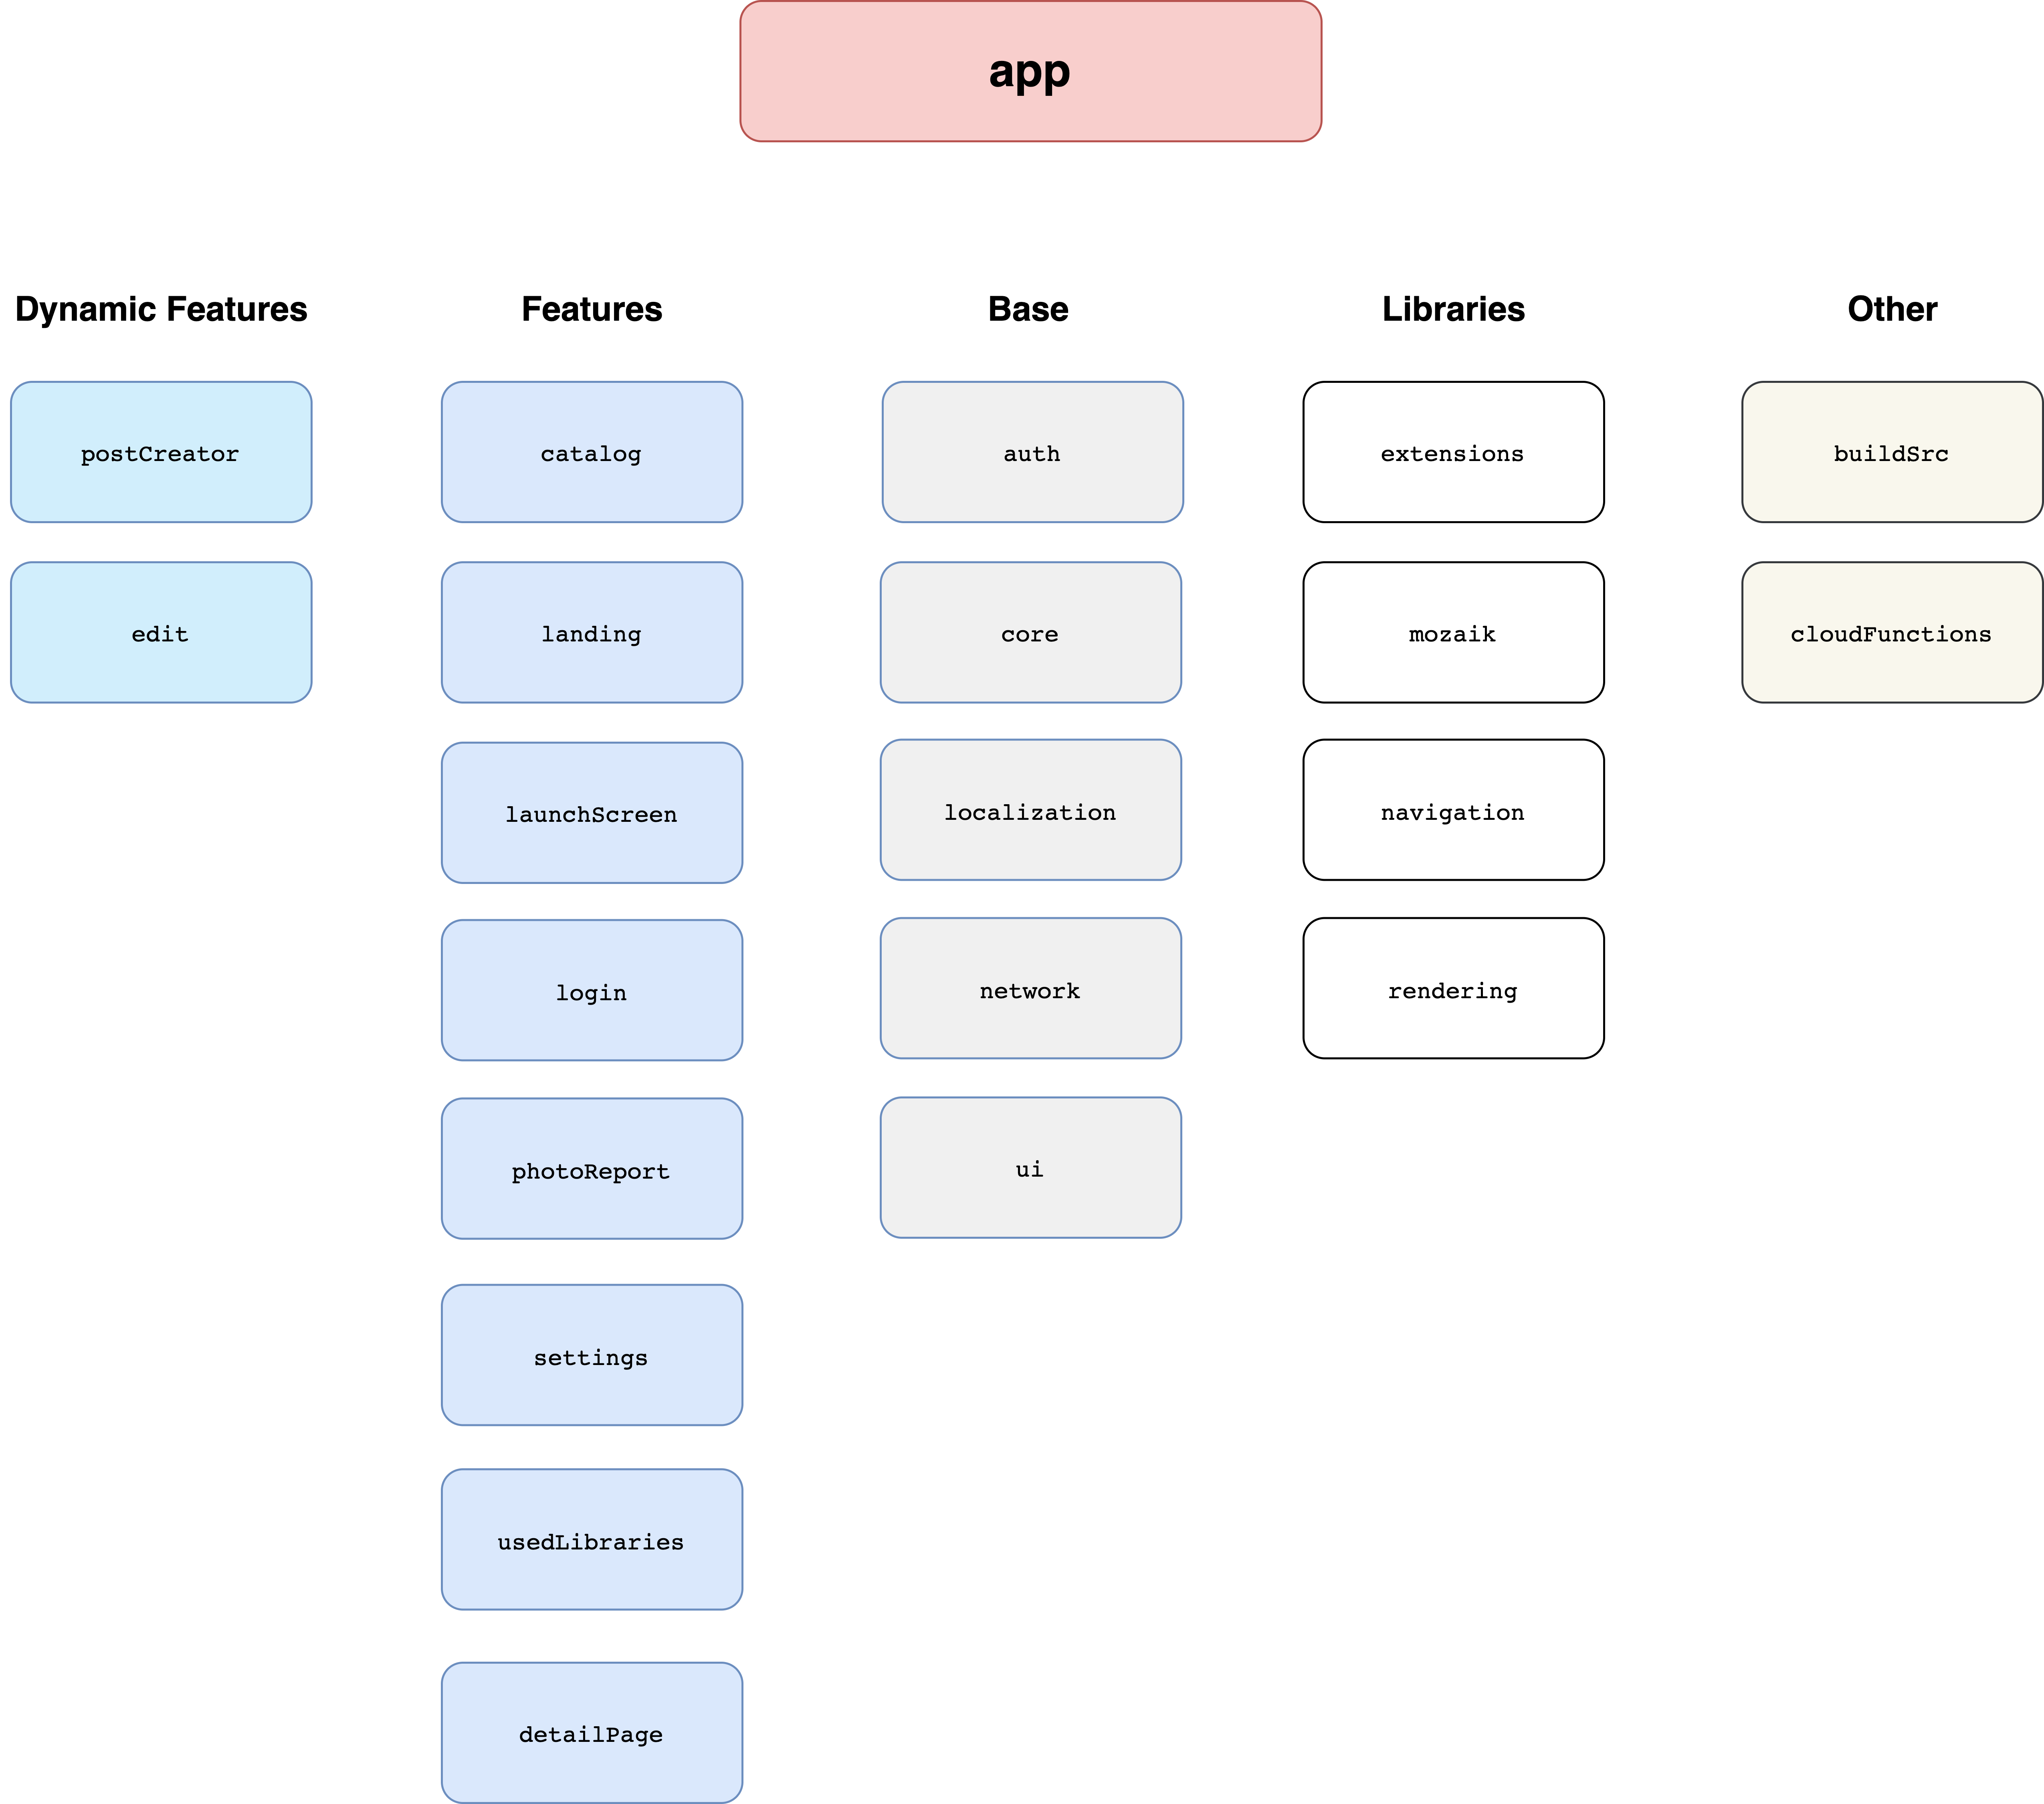 app
Dynamic Features
postCreator
edit
Features
catalog
landing
launchScreen
login
photoReport
settings
usedLibraries
detailPage
Base
auth
core
localization
network
ui
Libraries
extensions
mozaik
navigation
rendering
Other
buildSrc
cloudFunctions